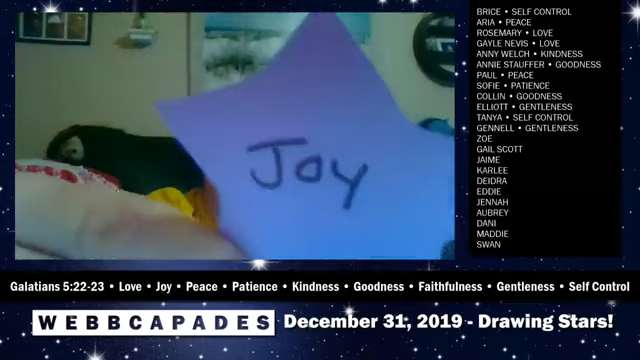 Joy
BRICE • SELF CONTROL
ARIA • PEACE
ROSEMARY • LOVE
GAYLE NEVIS • LOVE
ANNY WELCH • KINDNESS
ANNIE STAUFFER • GOODNESS
PAUL • PEACE
SOFIE • PATIENCE
COLLIN • GOODNESS
ELLIOTT • GENTLENESS
TANYA • SELF CONTROL
GENNELL • GENTLENESS
ZOE
GAIL SCOTT
JAIME
KARLEE
DEIDRA
EDDIE
JENNAH
AUBREY
DANI
MADDIE
SWAN
Galatians 5:22-23 • Love • Joy • Peace • Patience • Kindness • Goodness • Faithfulness • Gentleness • Self Control
WEBBCAPADES December 31, 2019 - Drawing Stars!